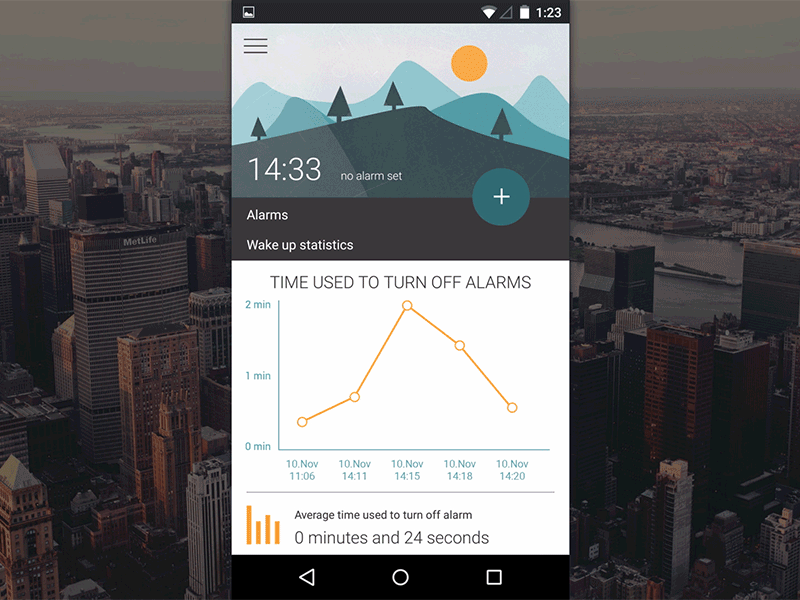 1:23
14:33 no alarm set
+
Alarms
Wake up statistics
TIME USED TO TURN OFF ALARMS
2 min
1 min
0 min
10.Nov 10.Nov 10.Nov 10.Nov 10.Nov
11:06 14:11 14:15 14:18 14:20
Average time used to turn off alarm
0 minutes and 24 seconds
MetLife